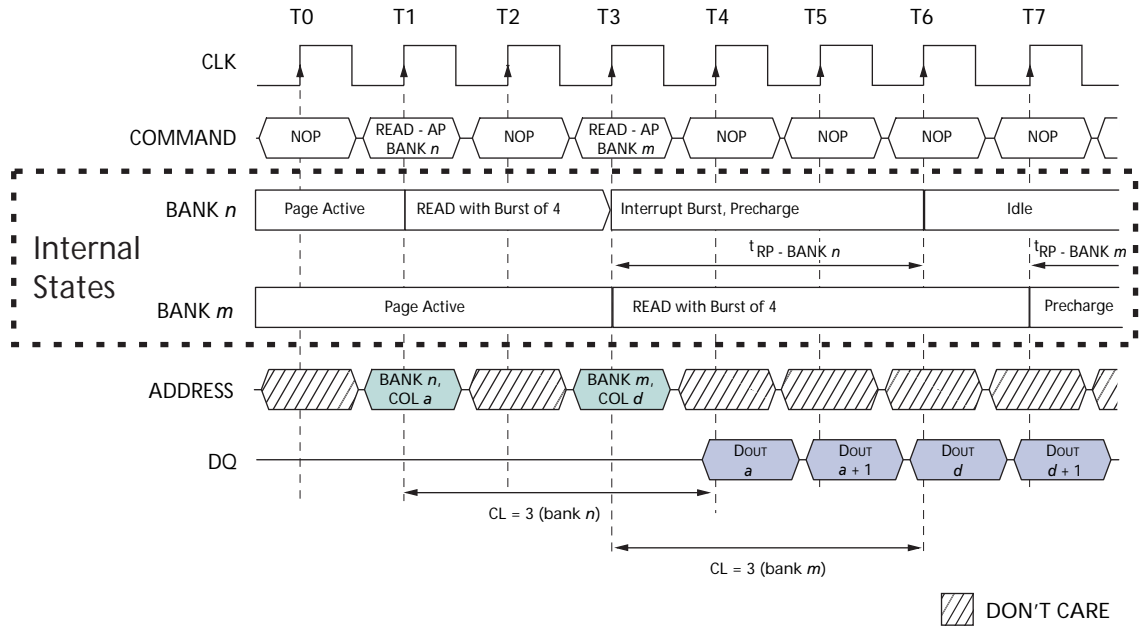 T0 T1 T2 T3 T4 T5 T6 T7
CLK
COMMAND NOP READ - AP BANK n NOP READ - AP BANK m NOP NOP NOP NOP
BANK n Page Active READ with Burst of 4 Interrupt Burst, Precharge Idle
Internal States
tRP - BANK n tRP - BANK m
BANK m Page Active READ with Burst of 4 Precharge
ADDRESS BANK n, COL a BANK m, COL d
DQ DOUT a DOUT a + 1 DOUT d DOUT d + 1
CL = 3 (bank n)
CL = 3 (bank m)
DON'T CARE